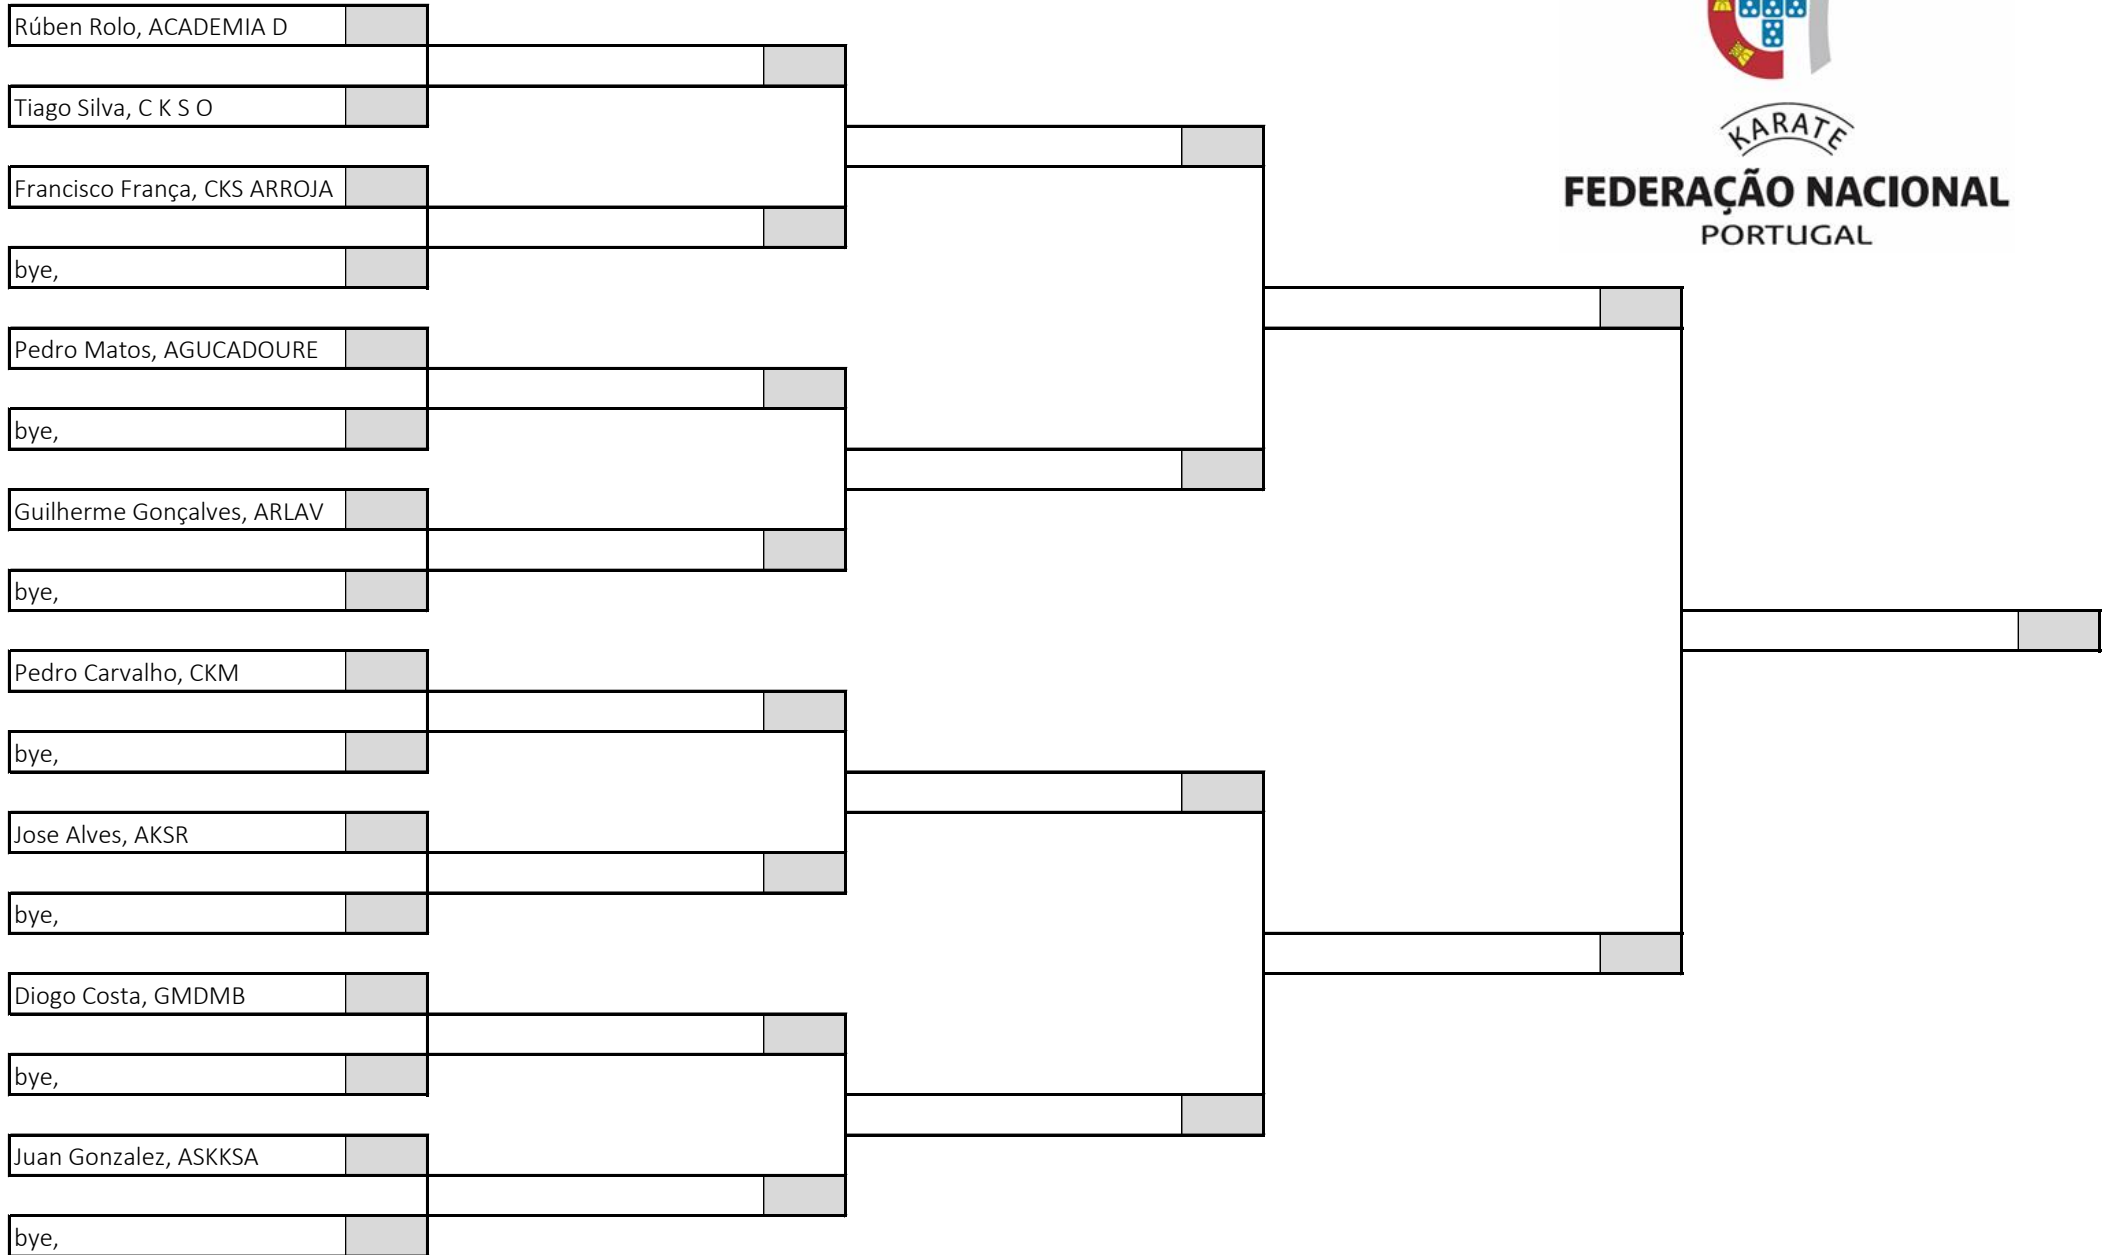 Rúben Rolo, ACADEMIA D
Tiago Silva, C K S O
Francisco França, CKS ARROJA
bye,
Pedro Matos, AGUCADOURE
bye,
Guilherme Gonçalves, ARLAV
bye,
Pedro Carvalho, CKM
bye,
Jose Alves, AKSR
bye,
Diogo Costa, GMDMB
bye,
Juan Gonzalez, ASKKSA
bye,
KARATE
FEDERAÇÃO NACIONAL
PORTUGAL